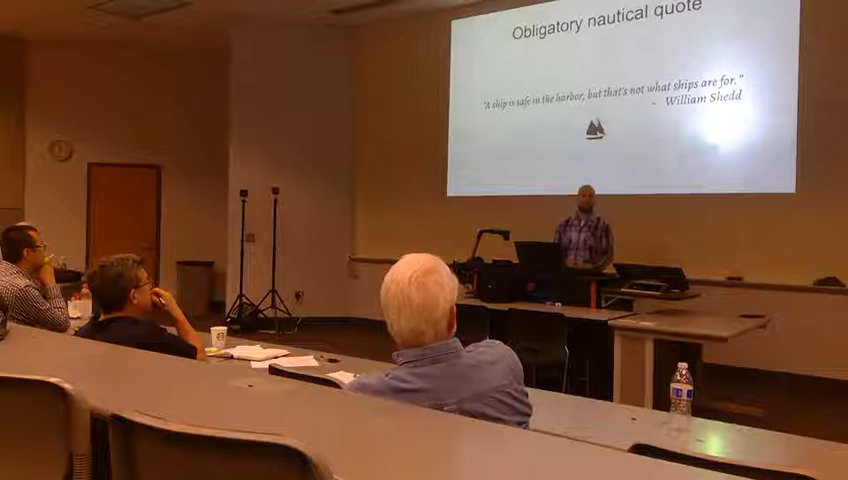 Obligatory nautical quote
"A ship is safe in the harbor, but that's not what ships are for."
- William Shedd